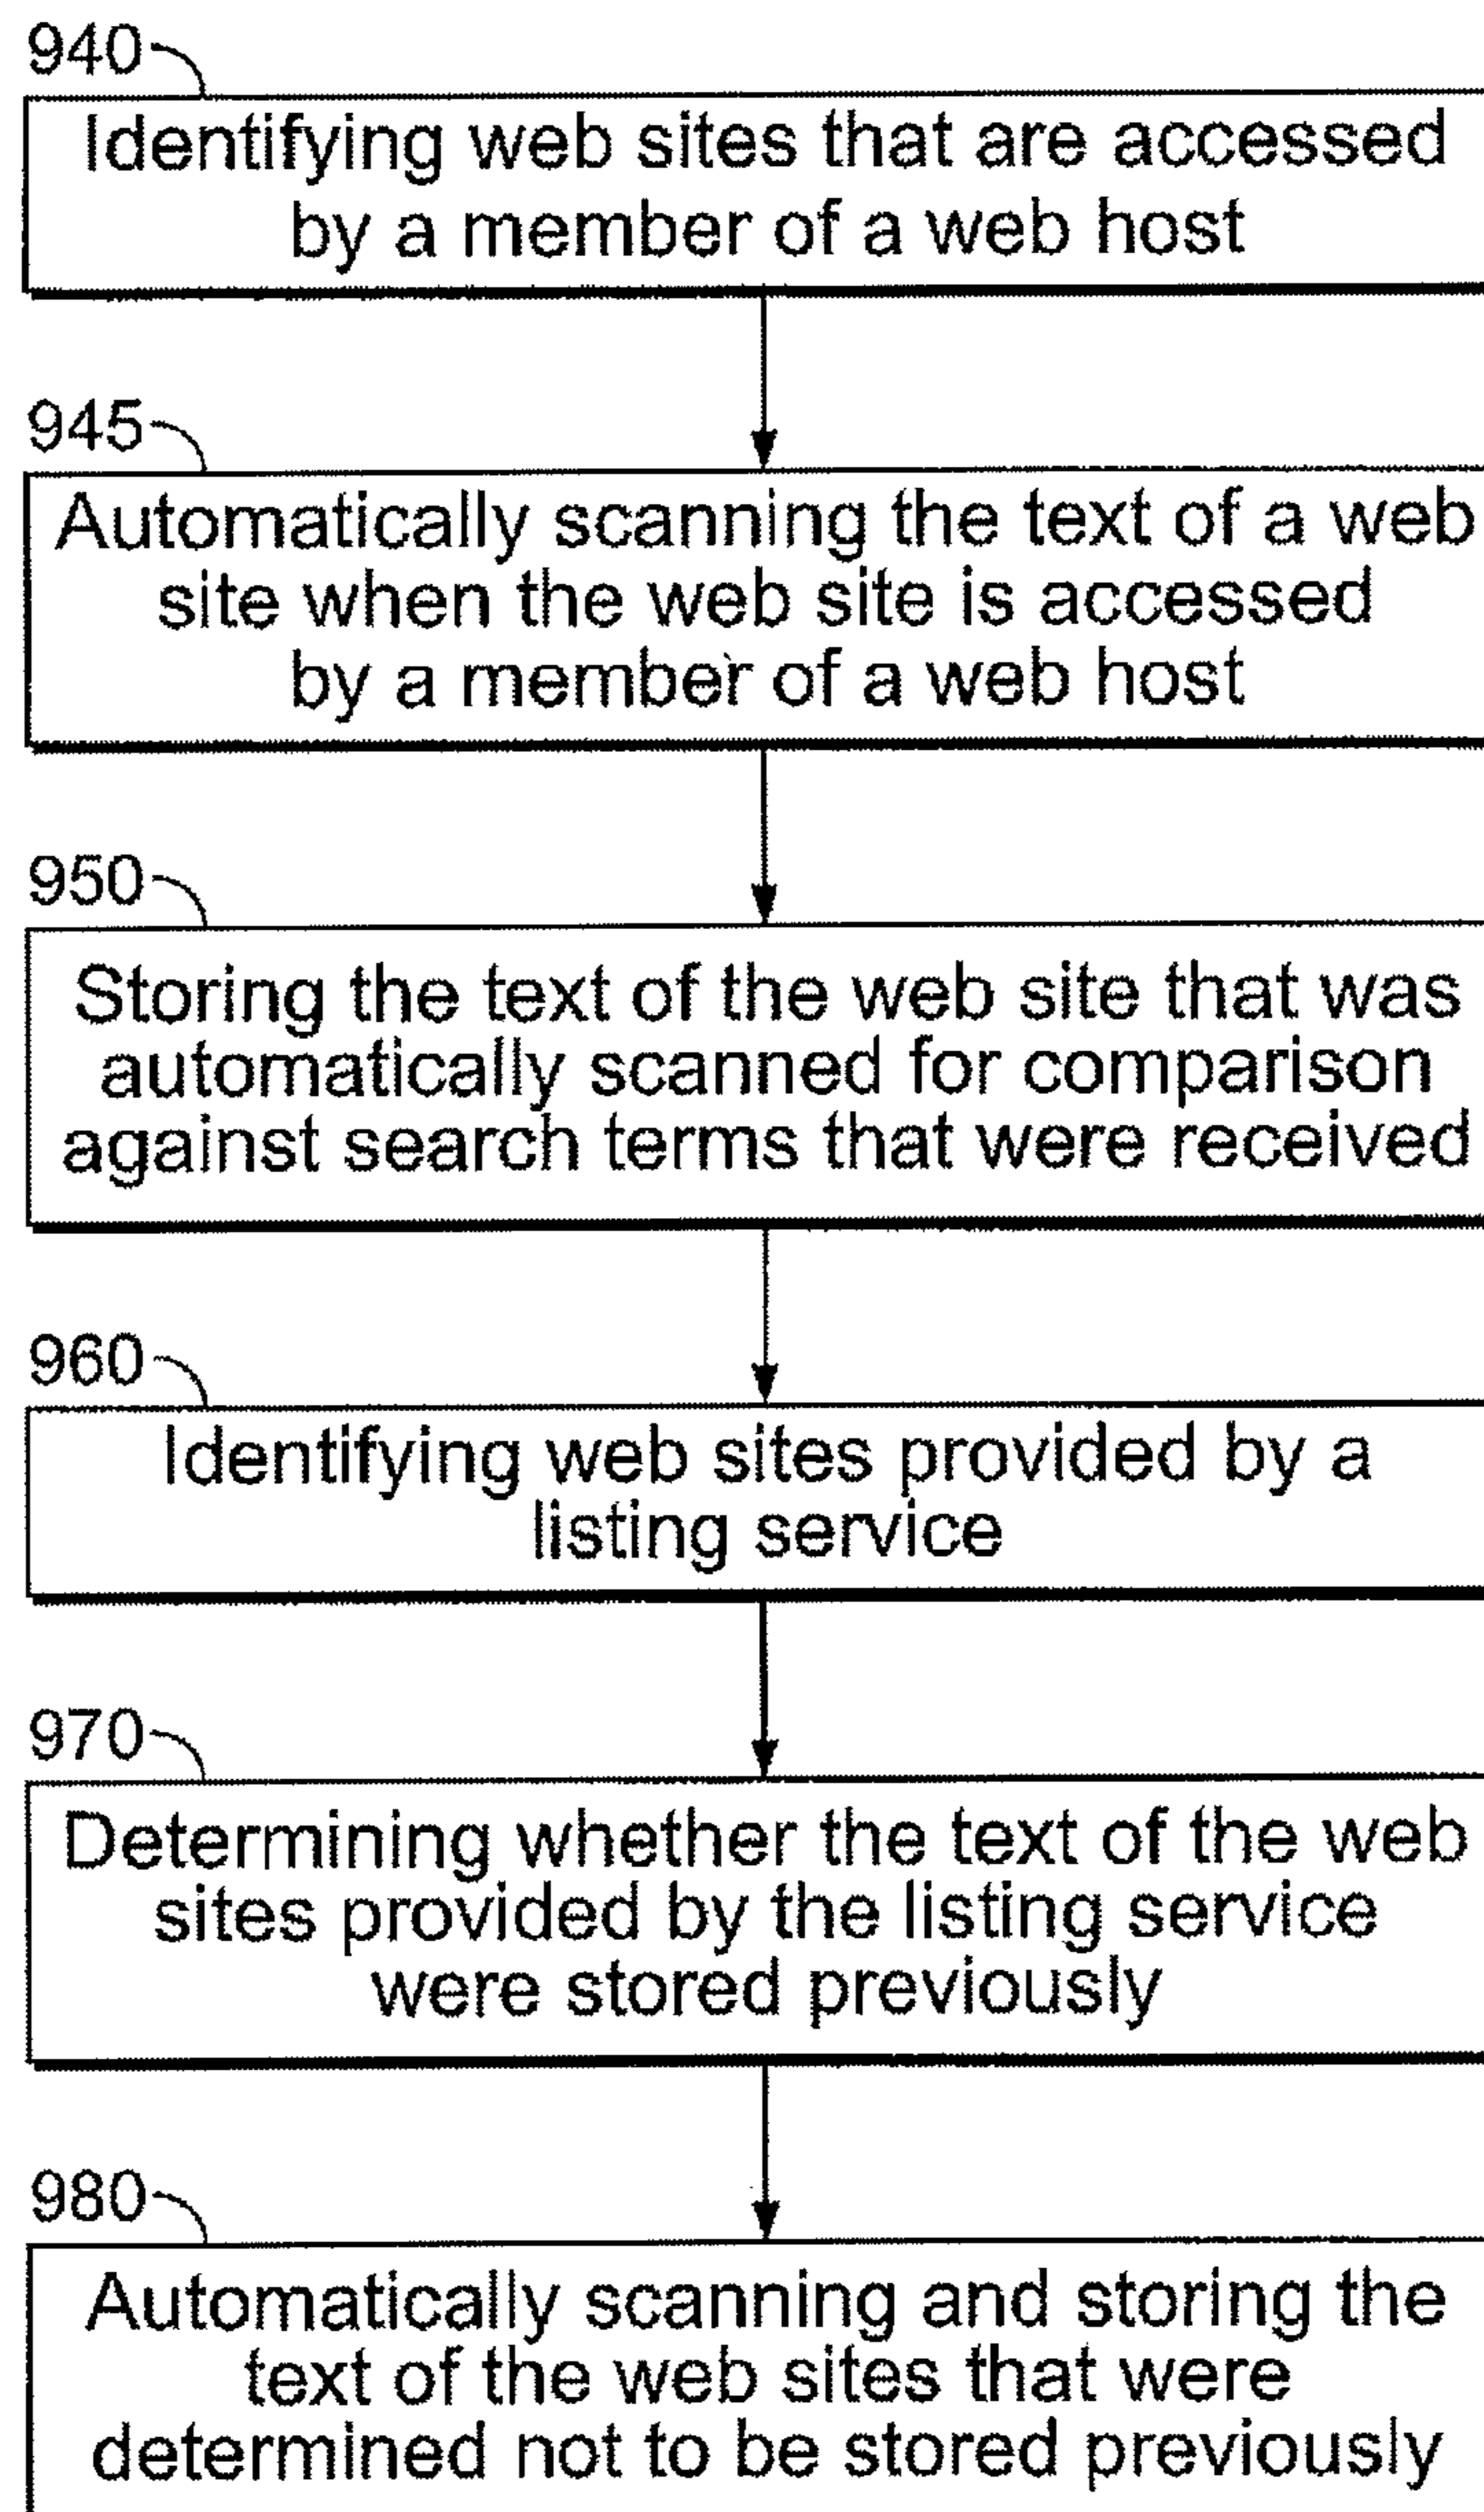 940
Identifying web sites that are accessed
by a member of a web host
945
Automatically scanning the text of a web
site when the web site is accessed
by a member of a web host
950
Storing the text of the web site that was
automatically scanned for comparison
against search terms that were received
960
Identifying web sites provided by a
listing service
970
Determining whether the text of the web
sites provided by the listing service
were stored previously
980
Automatically scanning and storing the
text of the web sites that were
determined not to be stored previously